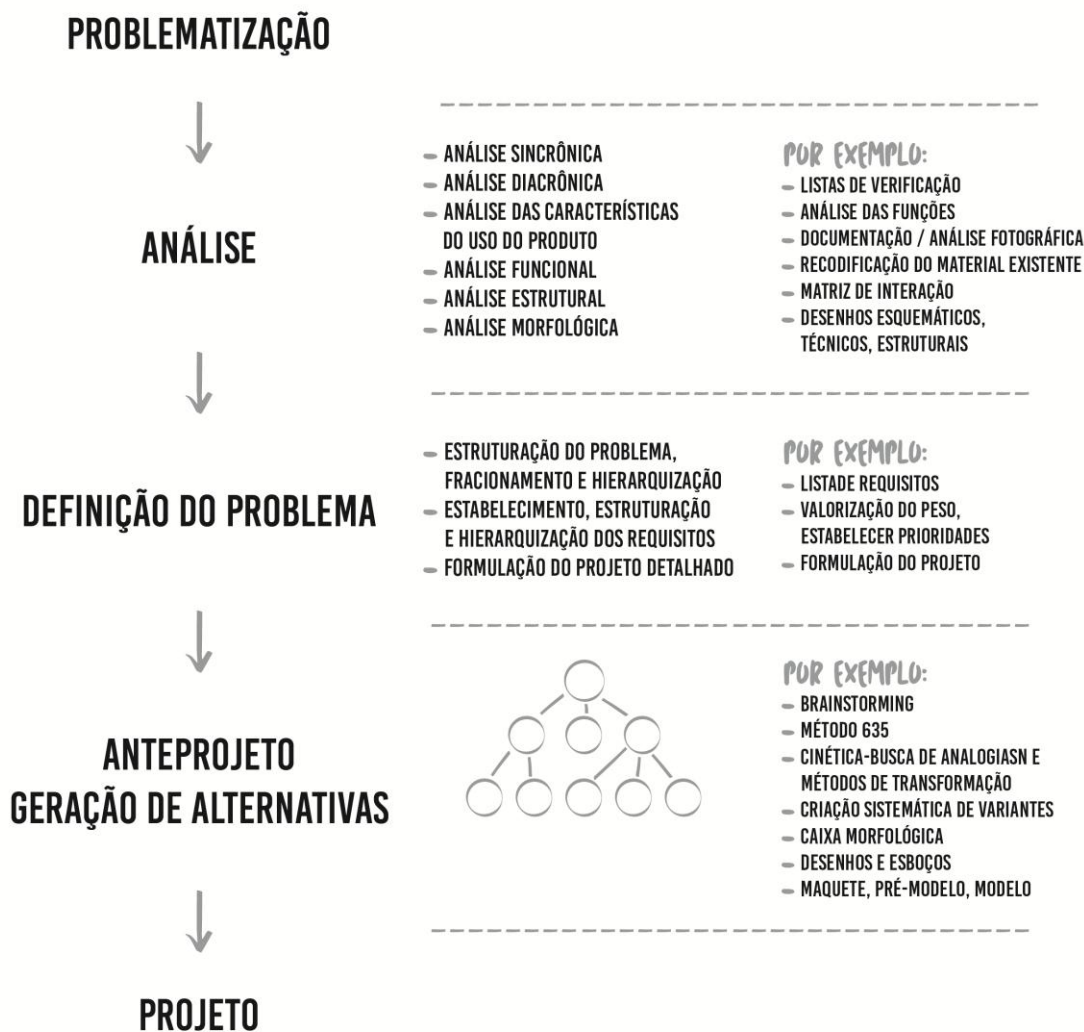 PROBLEMATIZAÇÃO
ANÁLISE
- ANÁLISE SINCRÔNICA
- ANÁLISE DIACRÔNICA
- ANÁLISE DAS CARACTERÍSTICAS
DO USO DO PRODUTO
- ANÁLISE FUNCIONAL
- ANÁLISE ESTRUTURAL
- ANÁLISE MORFOLÓGICA
POR EXEMPLO:
- LISTAS DE VERIFICAÇÃO
- ANÁLISE DAS FUNÇÕES
- DOCUMENTAÇÃO / ANÁLISE FOTOGRÁFICA
- RECODIFICAÇÃO DO MATERIAL EXISTENTE
- MATRIZ DE INTERAÇÃO
- DESENHOS ESQUEMÁTICOS,
TÉCNICOS, ESTRUTURAIS
DEFINIÇÃO DO PROBLEMA
- ESTRUTURAÇÃO DO PROBLEMA,
FRACIONAMENTO E HIERARQUIZAÇÃO
- ESTABELECIMENTO, ESTRUTURAÇÃO
E HIERARQUIZAÇÃO DOS REQUISITOS
- FORMULAÇÃO DO PROJETO DETALHADO
POR EXEMPLO:
- LISTADE REQUISITOS
- VALORIZAÇÃO DO PESO,
ESTABELECER PRIORIDADES
- FORMULAÇÃO DO PROJETO
ANTEPROJETO
GERAÇÃO DE ALTERNATIVAS
POR EXEMPLO:
- BRAINSTORMING
- MÉTODO 635
- CINÉTICA-BUSCA DE ANALOGIASN E
MÉTODOS DE TRANSFORMAÇÃO
- CRIAÇÃO SISTEMÁTICA DE VARIANTES
- CAIXA MORFOLÓGICA
- DESENHOS E ESBOÇOS
- MAQUETE, PRÉ-MODELO, MODELO
PROJETO